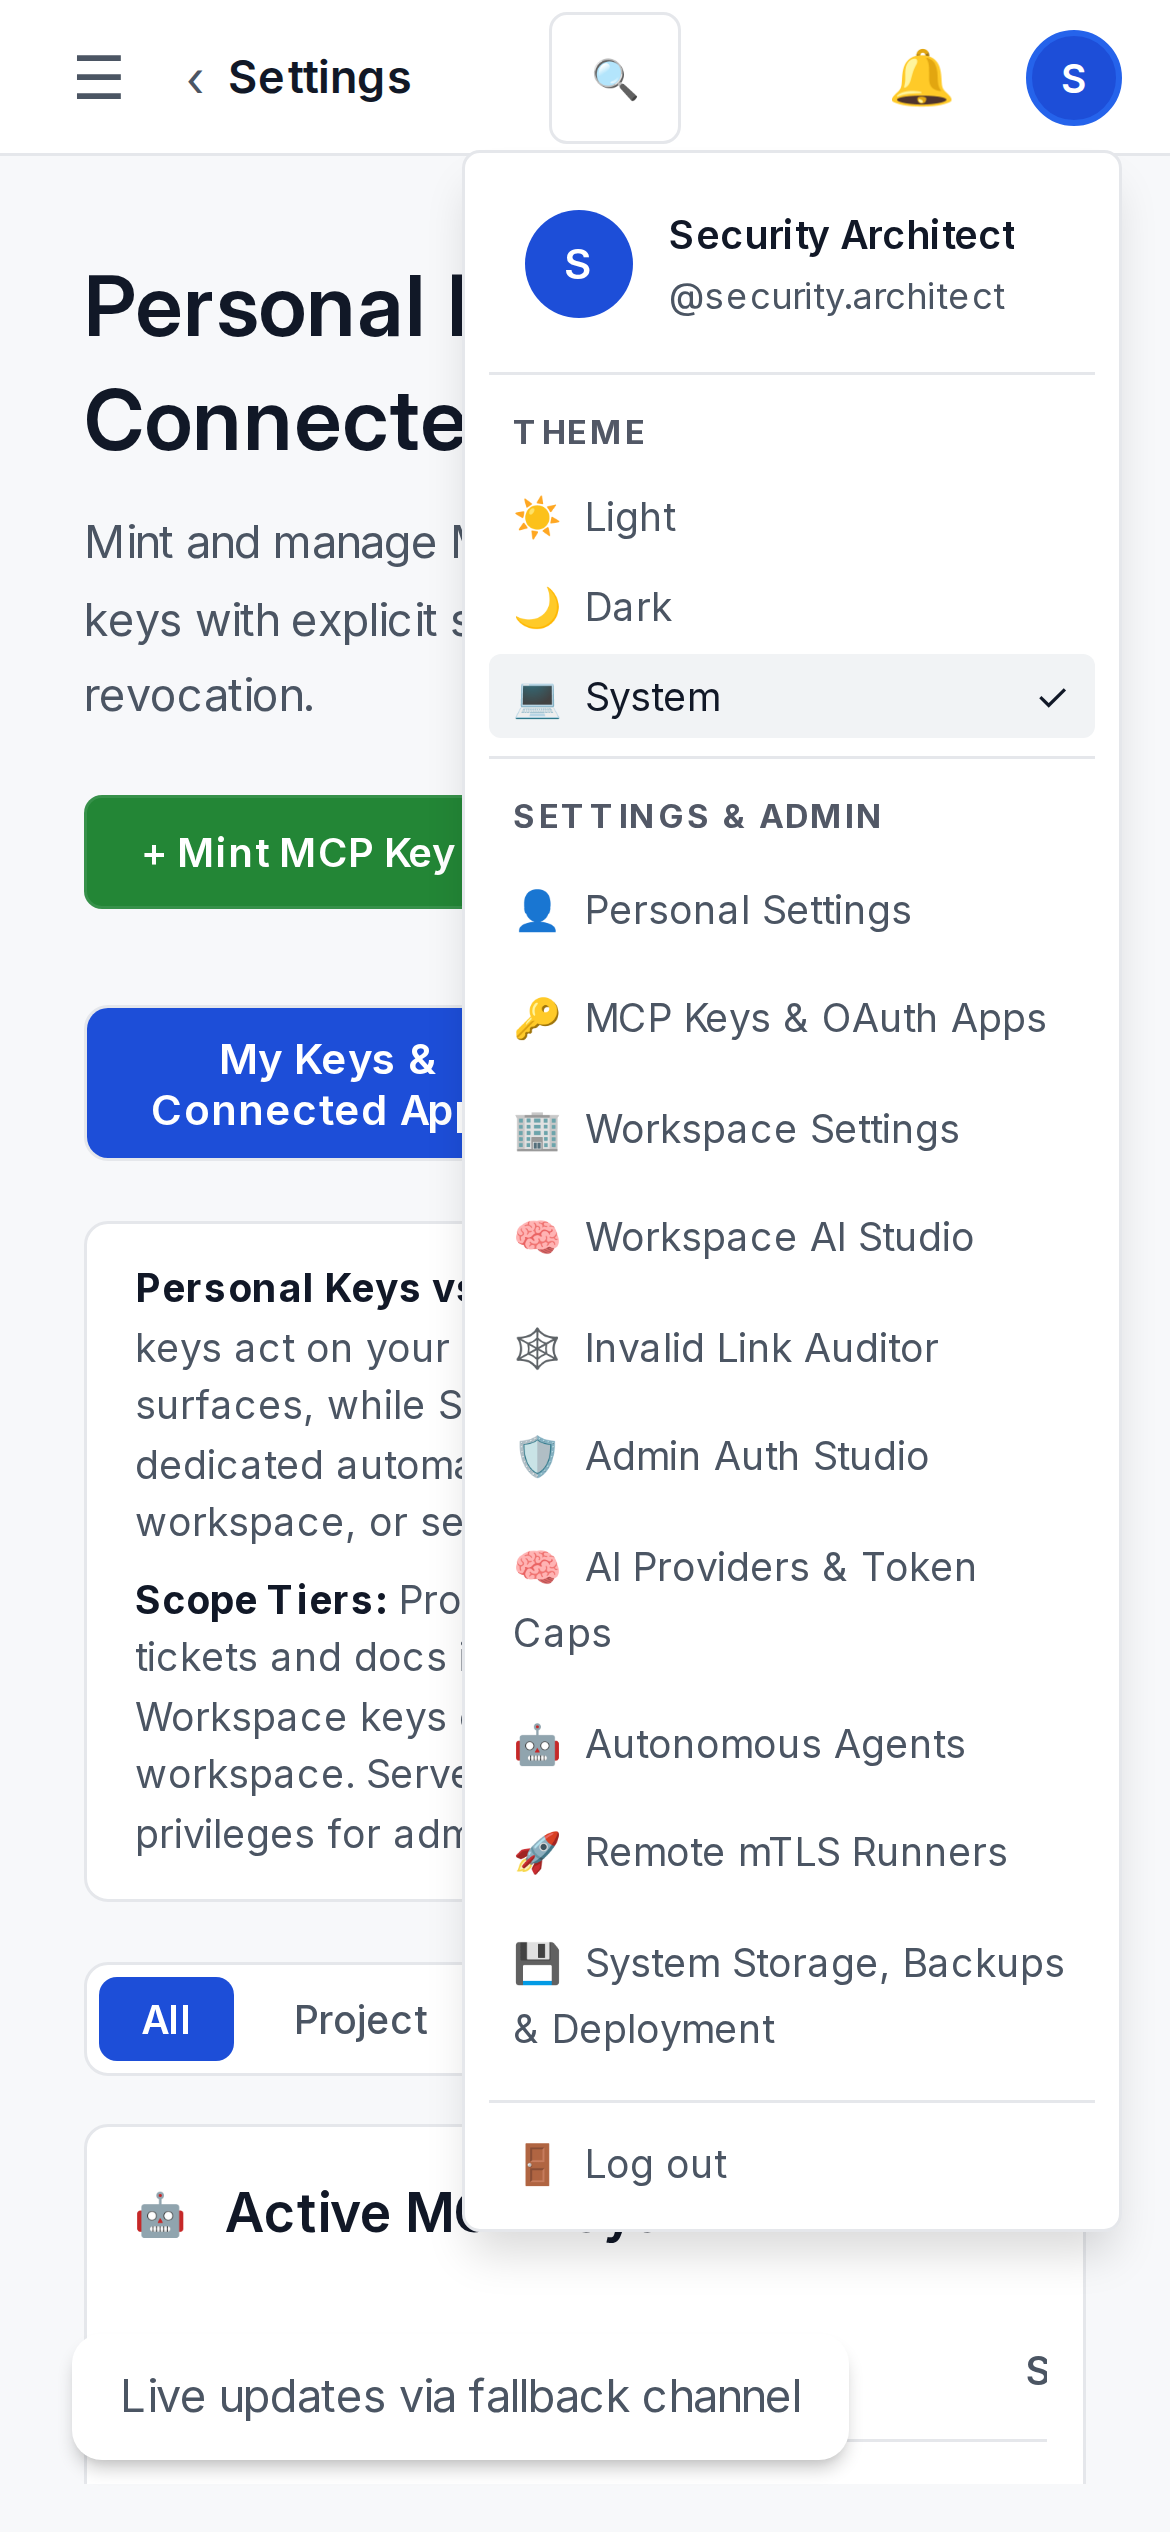 Settings
S
S
Security Architect
@security.architect
THEME
Light
Dark
System
SETTINGS & ADMIN
Personal Settings
MCP Keys & OAuth Apps
Workspace Settings
Workspace AI Studio
Invalid Link Auditor
Admin Auth Studio
AI Providers & Token
Caps
Autonomous Agents
Remote mTLS Runners
System Storage, Backups
& Deployment
Log out
Personal
Connecte
Mint and manage
keys with explicit
revocation.
+ Mint MCP Key
My Keys &
Connected App
Personal Keys vs
keys act on your
surfaces, while S
dedicated automa
workspace, or se
Scope Tiers: Pro
tickets and docs
Workspace keys
workspace. Serve
privileges for adm
All
Project
Active
S
Live updates via fallback channel